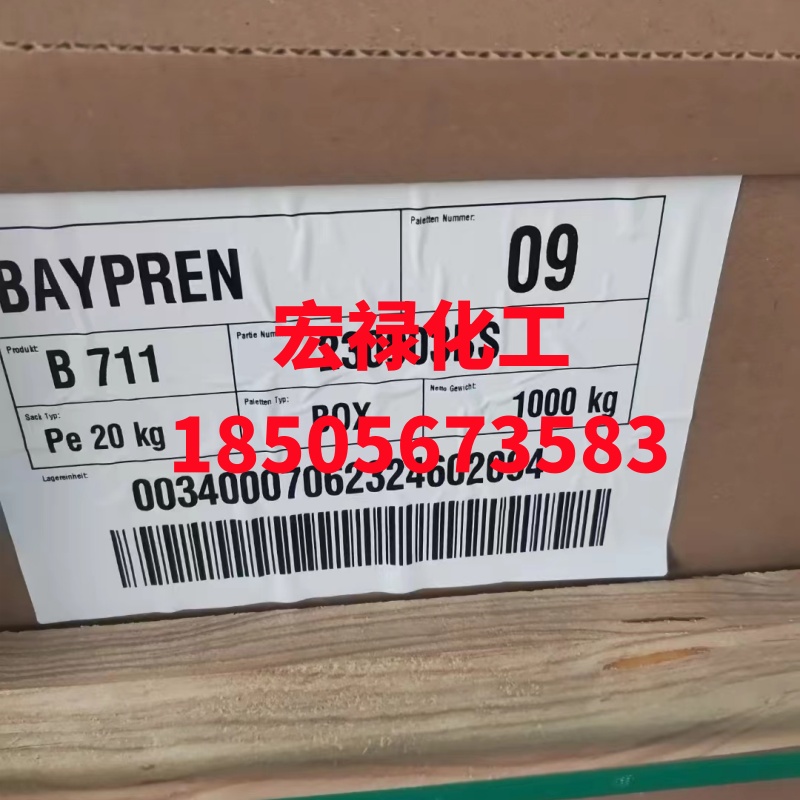 Paletten Nummer:
BAYPREN
09
Produkt:
B 711
Partie Num
宏禄化工
Sack Typ:
Pe 20 kg
Paletten Typ:
BOX
Netto Gewicht:
1000 kg
18505673583
Lagereinheit: